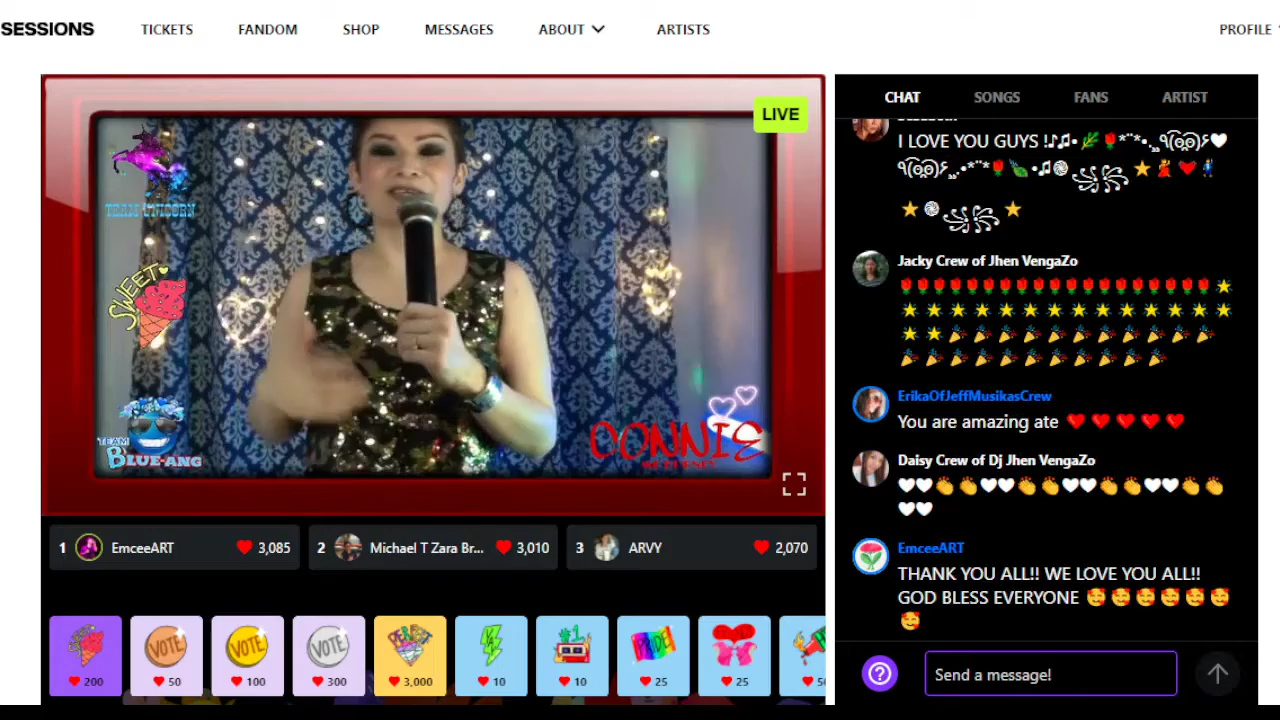 SESSIONS
TICKETS
FANDOM
SHOP
MESSAGES
ABOUT
ARTISTS
PROFILE
LIVE
TEAM UNICORN
SWEET
TEAM
BLUE-ANG
CONNIE
1 EmceeART 3,085
2 Michael T Zara Br... 3,010
3 ARVY 2,070
200
VOTE
50
VOTE
100
VOTE
300
3,000
10
#1
10
PRIDE
25
25
CHAT
SONGS
FANS
ARTIST
I LOVE YOU GUYS !
Jacky Crew of Jhen VengaZo
ErikaOfJeffMusikasCrew
You are amazing ate
Daisy Crew of Dj Jhen VengaZo
EmceeART
THANK YOU ALL!! WE LOVE YOU ALL!!
GOD BLESS EVERYONE
Send a message!